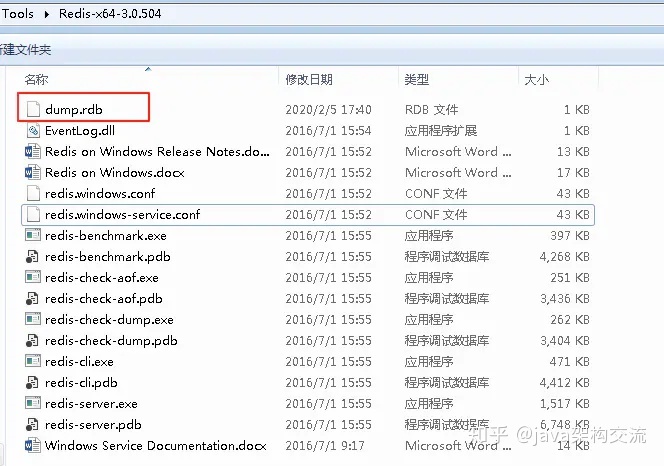 Tools ▸ Redis-x64-3.0.504
新建文件夹
名称 修改日期 类型 大小
dump.rdb 2020/2/5 17:40 RDB 文件 1 KB
EventLog.dll 2016/7/1 15:54 应用程序扩展 1 KB
Redis on Windows Release Notes.do... 2016/7/1 15:52 Microsoft Word ... 13 KB
Redis on Windows.docx 2016/7/1 15:52 Microsoft Word ... 17 KB
redis.windows.conf 2016/7/1 15:52 CONF 文件 43 KB
redis.windows-service.conf 2016/7/1 15:52 CONF 文件 43 KB
redis-benchmark.exe 2016/7/1 15:55 应用程序 397 KB
redis-benchmark.pdb 2016/7/1 15:55 程序调试数据库 4,268 KB
redis-check-aof.exe 2016/7/1 15:55 应用程序 251 KB
redis-check-aof.pdb 2016/7/1 15:55 程序调试数据库 3,436 KB
redis-check-dump.exe 2016/7/1 15:55 应用程序 262 KB
redis-check-dump.pdb 2016/7/1 15:55 程序调试数据库 3,404 KB
redis-cli.exe 2016/7/1 15:55 应用程序 471 KB
redis-cli.pdb 2016/7/1 15:55 程序调试数据库 4,412 KB
redis-server.exe 2016/7/1 15:55 应用程序 1,517 KB
redis-server.pdb 2016/7/1 15:55 程序调试数据库 6,748 KB
Windows Service Documentation.docx 2016/7/1 9:17 Microsoft Word ... 14 KB
知乎 @java架构交流